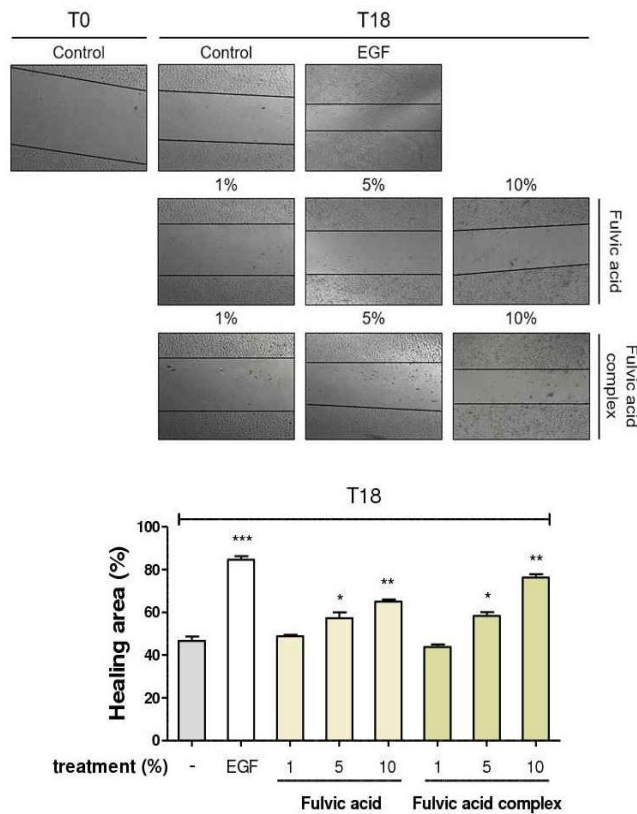 T0 T18
Control Control EGF
1% 5% 10%
Fulvic acid
1% 5% 10%
Fulvic acid
complex
T18
Healing area (%)
100
80
60
40
20
0
***
* **
* **
treatment (%) - EGF 1 5 10 1 5 10
Fulvic acid Fulvic acid complex